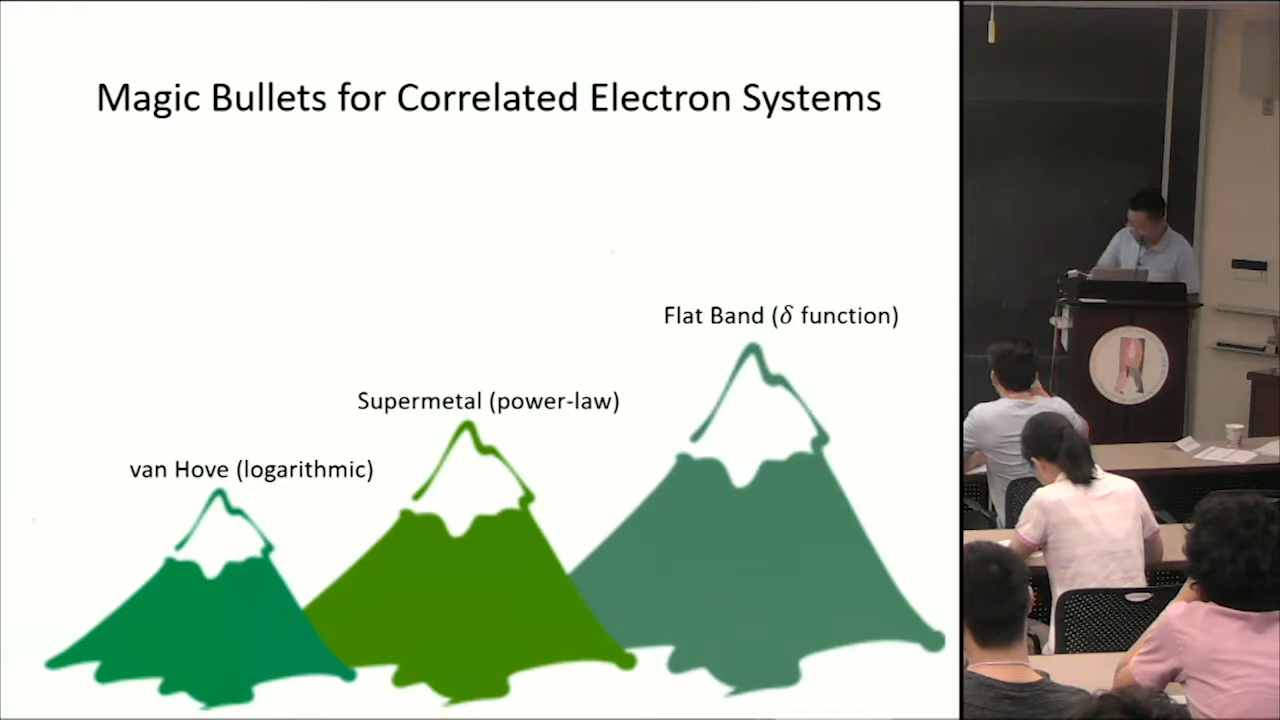 Magic Bullets for Correlated Electron Systems
Flat Band (δ function)
Supermetal (power-law)
van Hove (logarithmic)